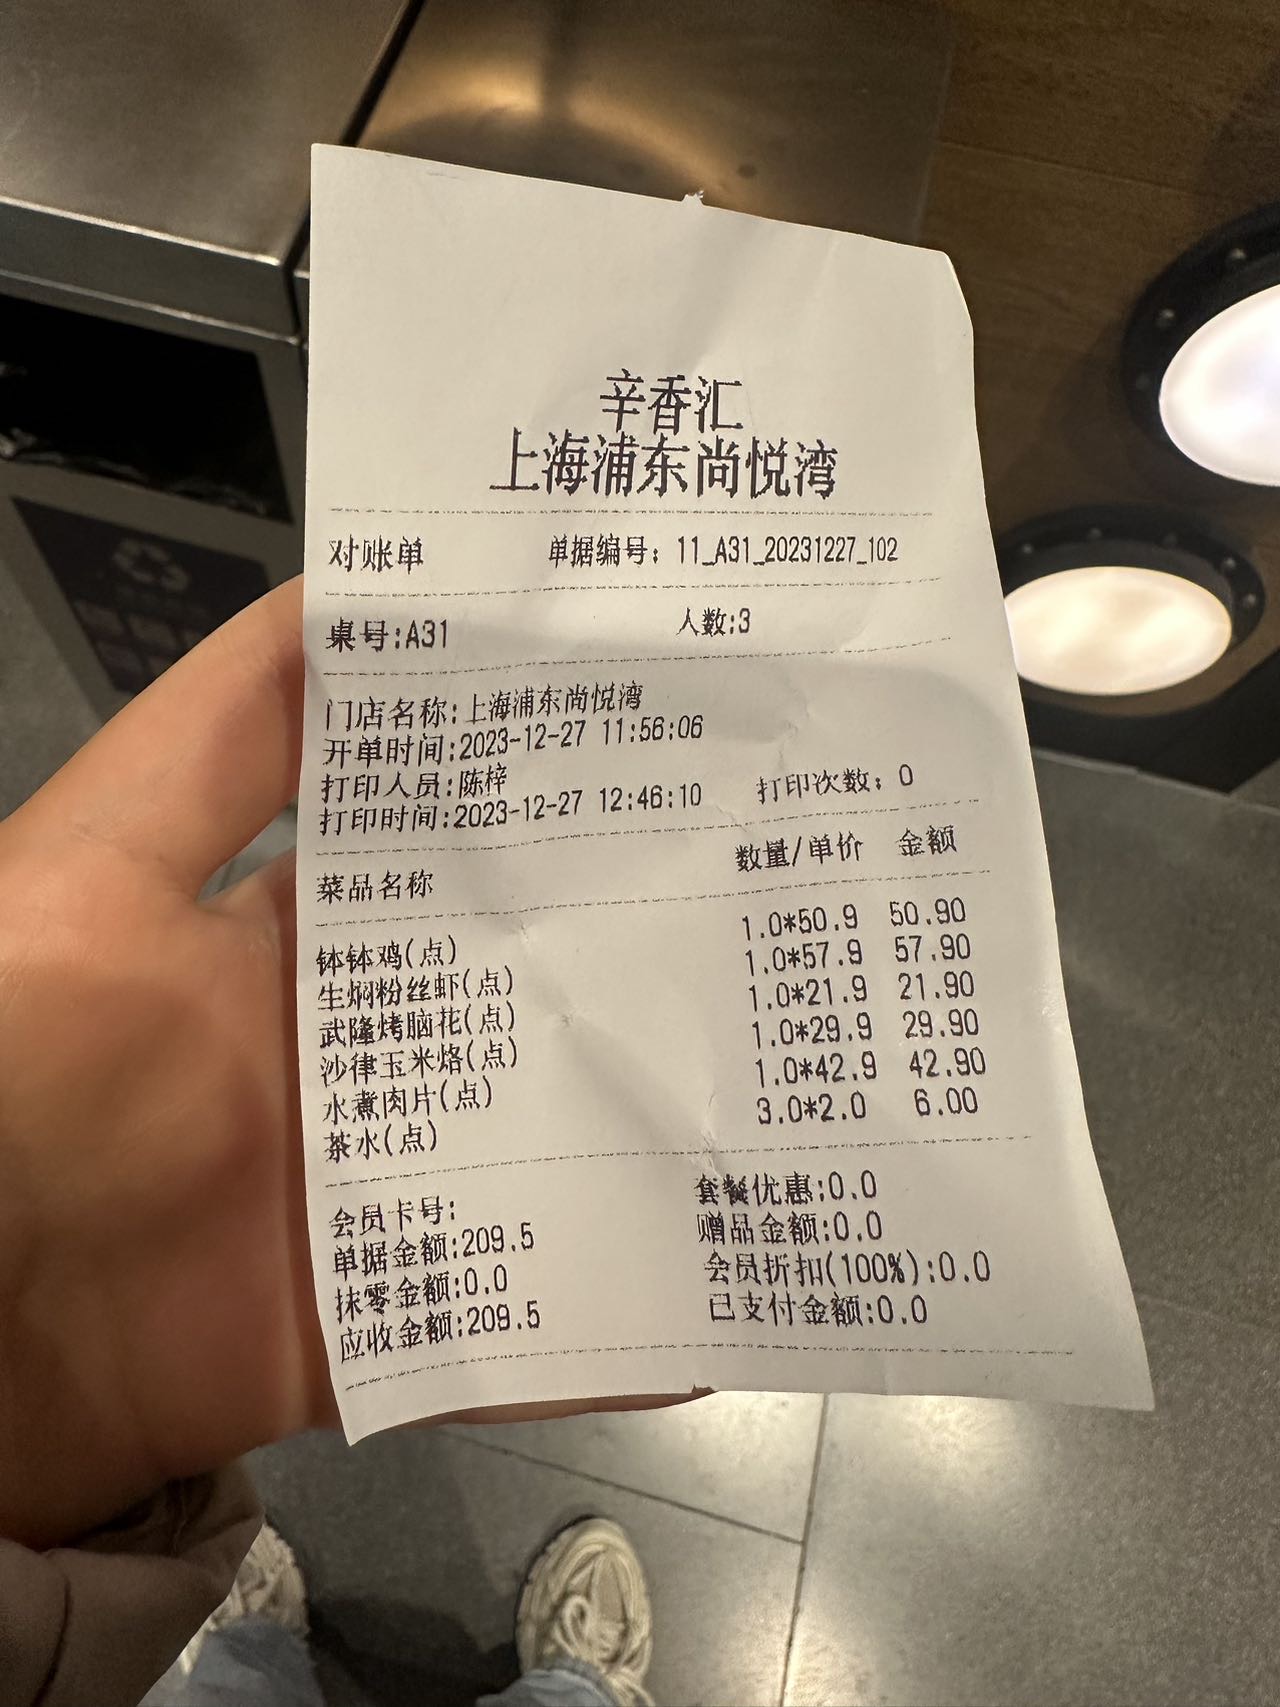 辛香汇
上海浦东尚悦湾
对账单 单据编号: 11_A31_20231227_102
桌号:A31 人数:3
门店名称:上海浦东尚悦湾
开单时间:2023-12-27 11:56:06
打印人员:陈梓
打印时间:2023-12-27 12:46:10 打印次数: 0
菜品名称 数量/单价 金额
钵钵鸡(点) 1.0*50.9 50.90
生焖粉丝虾(点) 1.0*57.9 57.90
武隆烤脑花(点) 1.0*21.9 21.90
沙律玉米烙(点) 1.0*29.9 29.90
水煮肉片(点) 1.0*42.9 42.90
茶水(点) 3.0*2.0 6.00
会员卡号: 套餐优惠:0.0
单据金额:209.5 赠品金额:0.0
抹零金额:0.0 会员折扣(100%):0.0
应收金额:209.5 已支付金额:0.0